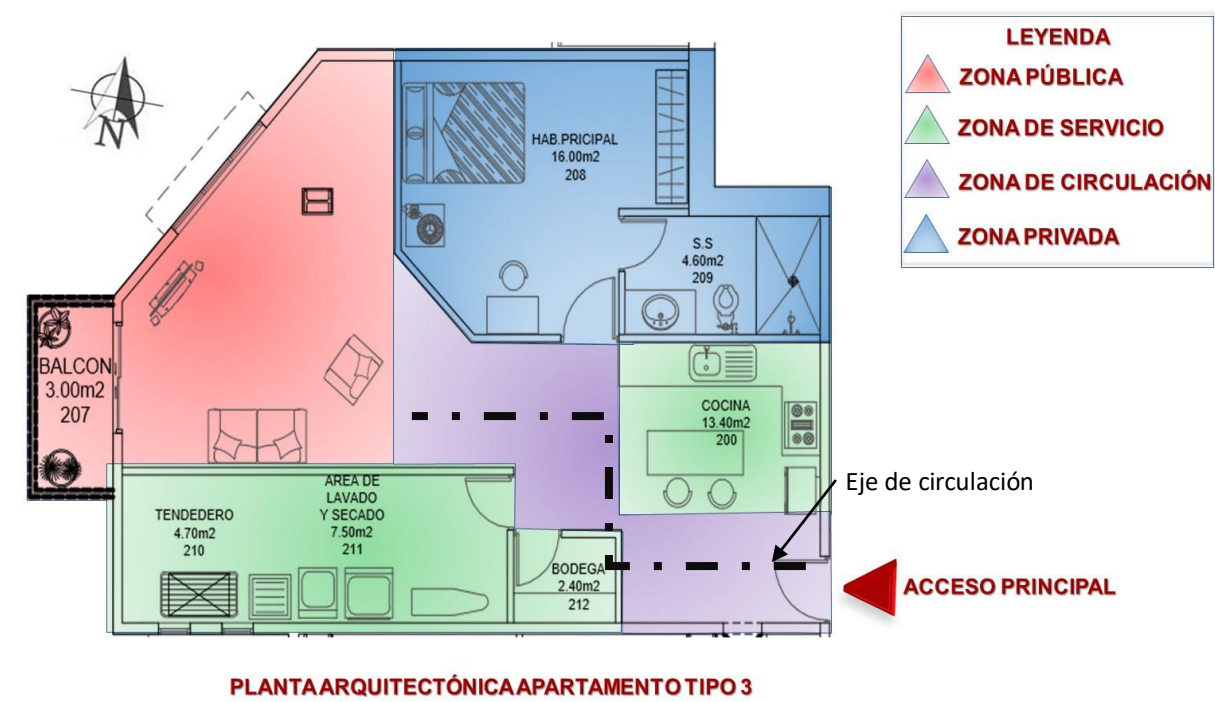 LEYENDA
ZONA PÚBLICA
ZONA DE SERVICIO
ZONA DE CIRCULACIÓN
ZONA PRIVADA
N
HAB.PRICIPAL
16.00m2
208
S.S
4.60m2
209
BALCON
3.00m2
207
COCINA
13.40m2
200
Eje de circulación
AREA DE
LAVADO
Y SECADO
7.50m2
211
TENDEDERO
4.70m2
210
BODEGA
2.40m2
212
ACCESO PRINCIPAL
PLANTA ARQUITECTÓNICA APARTAMENTO TIPO 3